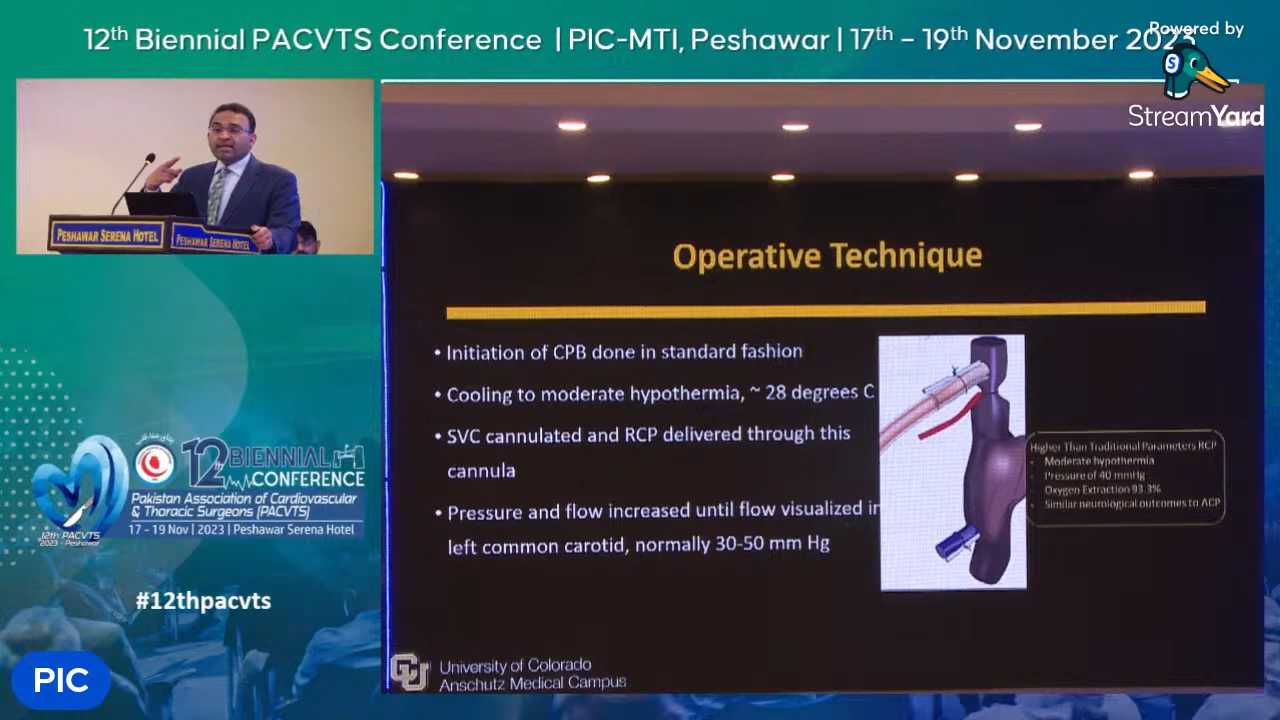 12th Biennial PACVTS Conference | PIC-MTI, Peshawar | 17th – 19th November 2023
Powered by
StreamYard
PESHAWAR SERENA HOTEL
PESHAWAR SERENA HOTEL
Operative Technique
• Initiation of CPB done in standard fashion
• Cooling to moderate hypothermia, ~ 28 degrees C
• SVC cannulated and RCP delivered through this
cannula
• Pressure and flow increased until flow visualized in
left common carotid, normally 30-50 mm Hg
Higher Than Traditional Parameters RCP
- Moderate hypothermia
- Pressure of 40 mmHg
- Oxygen Extraction 93.3%
- Similar neurological outcomes to ACP
University of Colorado
Anschutz Medical Campus
12th BIENNIAL
CONFERENCE
Pakistan Association of Cardiovascular
& Thoracic Surgeons (PACVTS)
17 - 19 Nov | 2023 | Peshawar Serena Hotel
12th PACVTS
2023 - Peshawar
#12thpacvts
PIC